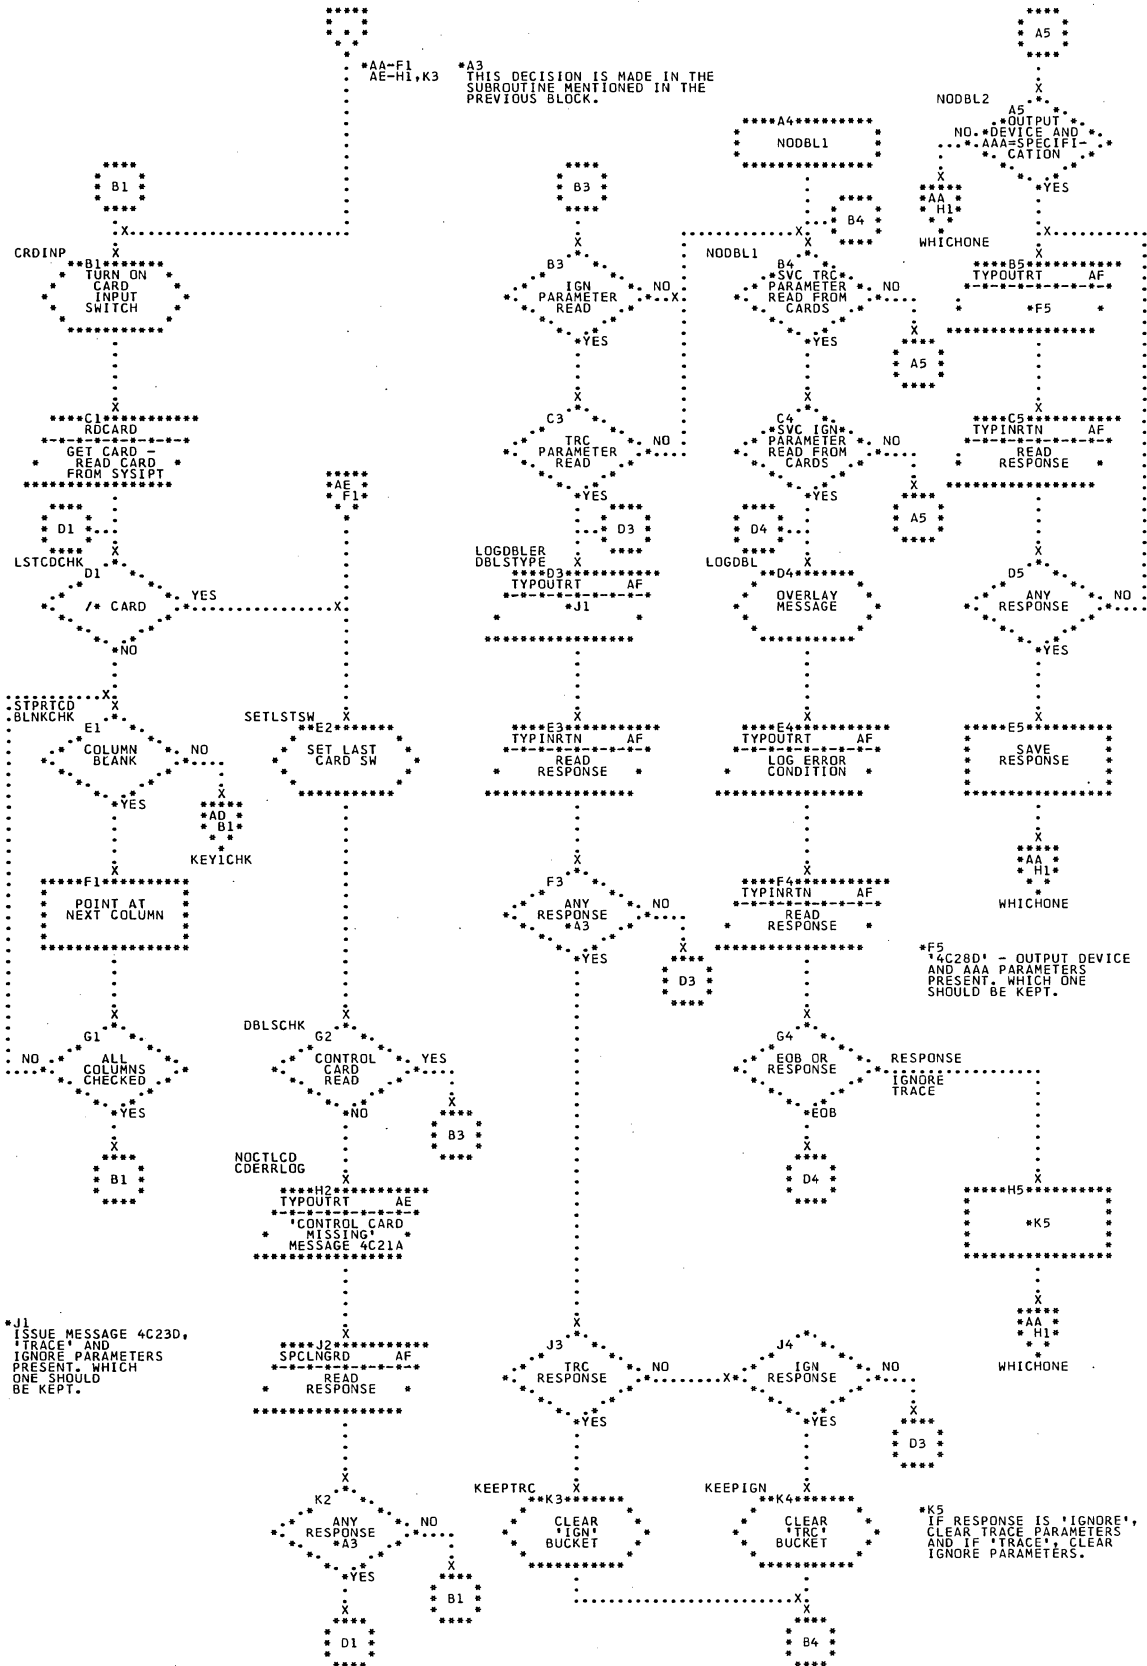 A5
*AA-F1
AE-H1,K3
*A3
THIS DECISION IS MADE IN THE
SUBROUTINE MENTIONED IN THE
PREVIOUS BLOCK.
NODBL2
A5
OUTPUT
DEVICE AND
AAA=SPECIFI-
CATION
NO
YES
AA
H1
WHICHONE
A4
NODBL1
B1
B3
B4
CRDINP
B1
TURN ON
CARD
INPUT
SWITCH
B3
IGN
PARAMETER
READ
NO
YES
NODBL1
B4
SVC TRC
PARAMETER
READ FROM
CARDS
NO
YES
A5
B5
TYPOUTRT AF
*F5
C1
RDCARD
GET CARD -
READ CARD
FROM SYSIPT
C3
TRC
PARAMETER
READ
NO
YES
C4
SVC IGN
PARAMETER
READ FROM
CARDS
NO
YES
A5
C5
TYPINRTN AF
READ
RESPONSE
AE
F1
D1
LSTCDCHK
D1
/* CARD
YES
NO
D3
LOGDBLER
DBLSTYPE
D3
TYPOUTRT AF
*J1
D4
LOGDBL
D4
OVERLAY
MESSAGE
D5
ANY
RESPONSE
NO
YES
STPRTCD
BLNKCHK
E1
COLUMN
BLANK
NO
YES
AD
B1
KEY1CHK
SETLSTSW
E2
SET LAST
CARD SW
E3
TYPINRTN AF
READ
RESPONSE
E4
TYPOUTRT AF
LOG ERROR
CONDITION
E5
SAVE
RESPONSE
AA
H1
WHICHONE
F1
POINT AT
NEXT COLUMN
F3
ANY
RESPONSE
*A3
NO
YES
D3
F4
TYPINRTN AF
READ
RESPONSE
*F5
'4C28D' - OUTPUT DEVICE
AND AAA PARAMETERS
PRESENT. WHICH ONE
SHOULD BE KEPT.
G1
ALL
COLUMNS
CHECKED
NO
YES
B1
DBLSCHK
G2
CONTROL
CARD
READ
YES
NO
B3
G4
EOB OR
RESPONSE
RESPONSE
IGNORE
TRACE
EOB
D4
NOCTLCD
CDERRLOG
H2
TYPOUTRT AE
'CONTROL CARD
MISSING'
MESSAGE 4C21A
H5
*K5
AA
H1
WHICHONE
*J1
ISSUE MESSAGE 4C23D,
'TRACE' AND
IGNORE PARAMETERS
PRESENT. WHICH
ONE SHOULD
BE KEPT.
J2
SPCLNGRD AF
READ
RESPONSE
J3
TRC
RESPONSE
NO
YES
J4
IGN
RESPONSE
NO
YES
D3
K2
ANY
RESPONSE
*A3
NO
YES
B1
D1
KEEPTRC
K3
CLEAR
'IGN'
BUCKET
KEEPIGN
K4
CLEAR
'TRC'
BUCKET
B4
*K5
IF RESPONSE IS 'IGNORE',
CLEAR TRACE PARAMETERS
AND IF 'TRACE', CLEAR
IGNORE PARAMETERS.